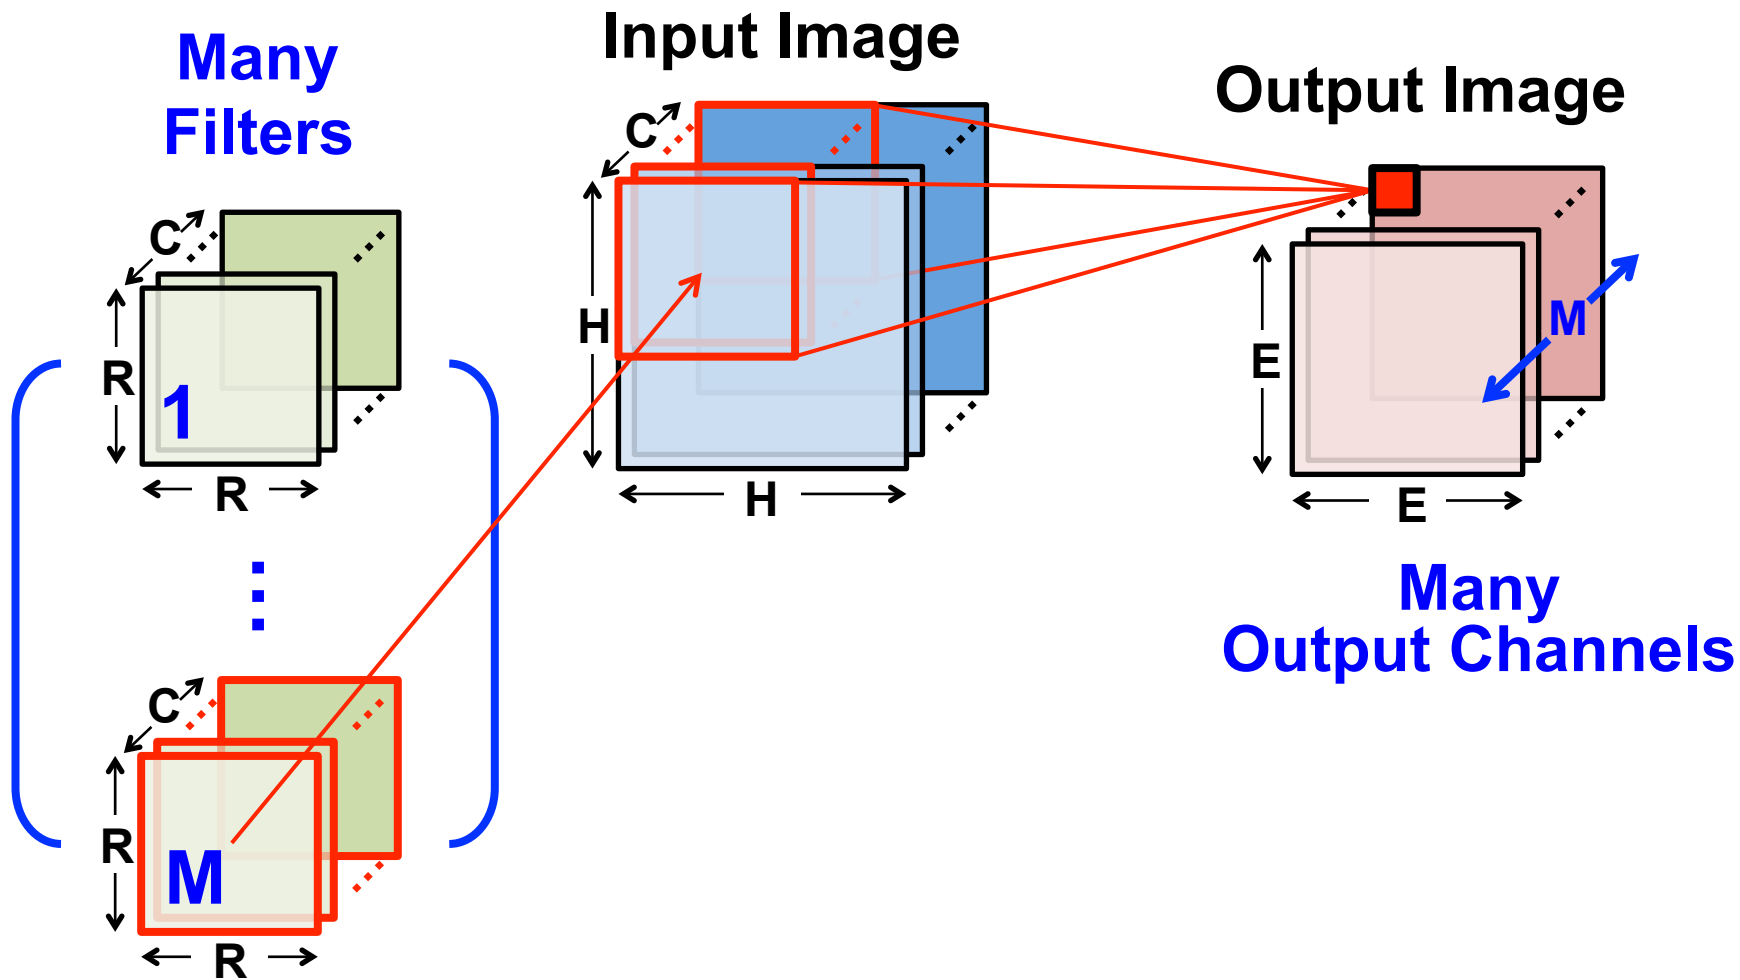 Many
Filters
C
R
1
R
C
R
M
R
Input Image
C
H
H
Output Image
E
M
E
Many
Output Channels